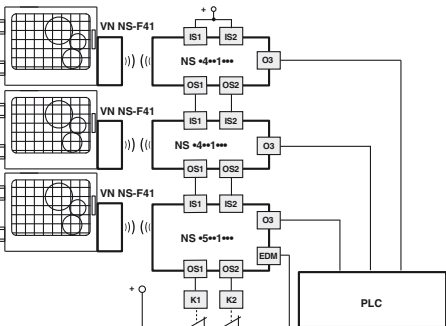 +
VN NS-F41
IS1 IS2
NS •4••1•••
O3
OS1 OS2
VN NS-F41
IS1 IS2
NS •4••1•••
O3
OS1 OS2
VN NS-F41
IS1 IS2
O3
NS •5••1•••
EDM
OS1 OS2
+
K1 K2
PLC